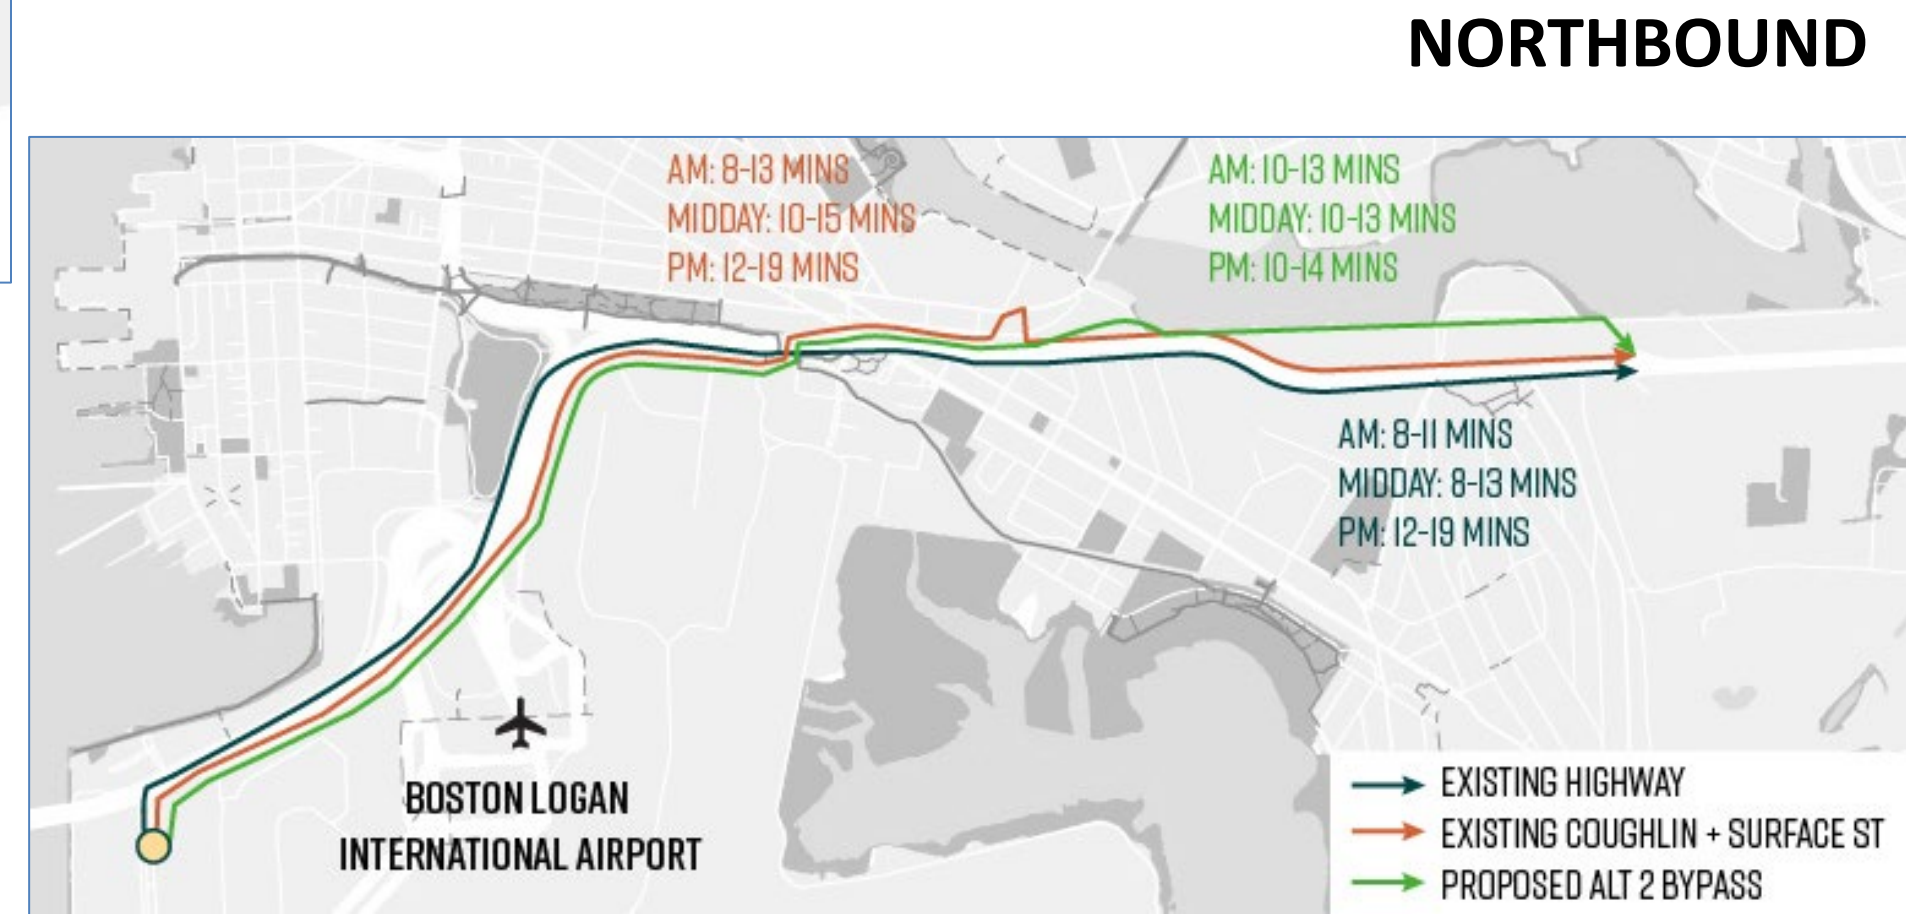 NORTHBOUND
AM: 8-13 MINS
MIDDAY: 10-15 MINS
PM: 12-19 MINS
AM: 10-13 MINS
MIDDAY: 10-13 MINS
PM: 10-14 MINS
AM: 8-11 MINS
MIDDAY: 8-13 MINS
PM: 12-19 MINS
BOSTON LOGAN
INTERNATIONAL AIRPORT
EXISTING HIGHWAY
EXISTING COUGHLIN + SURFACE ST
PROPOSED ALT 2 BYPASS